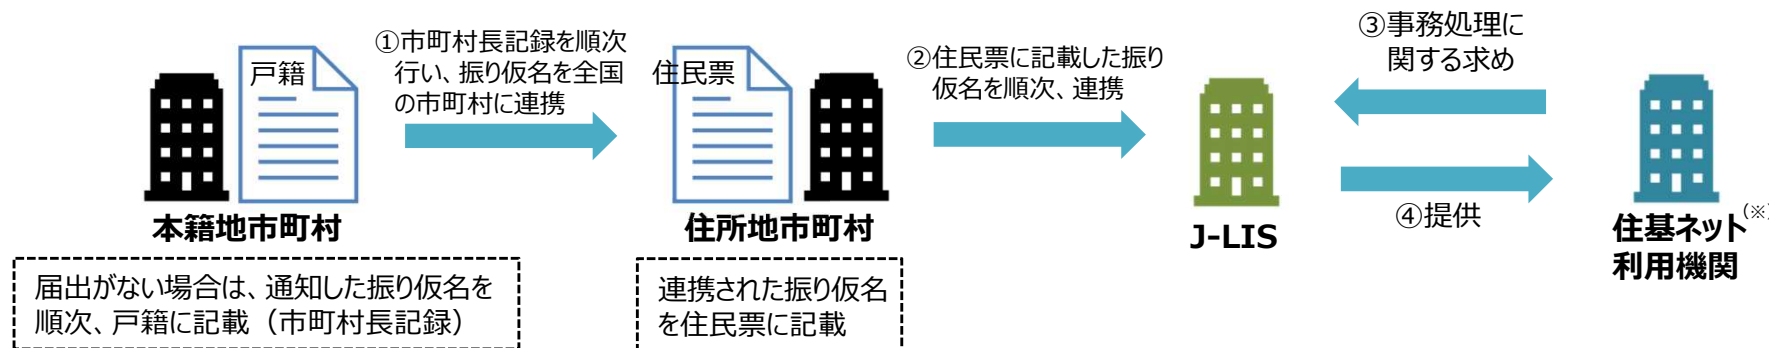 戸籍
①市町村長記録を順次
行い、振り仮名を全国
の市町村に連携
住民票
②住民票に記載した振り
仮名を順次、連携
③事務処理に
関する求め
④提供
本籍地市町村
住所地市町村
J-LIS
住基ネット(※)
利用機関
届出がない場合は、通知した振り仮名を
順次、戸籍に記載（市町村長記録）
連携された振り仮名
を住民票に記載